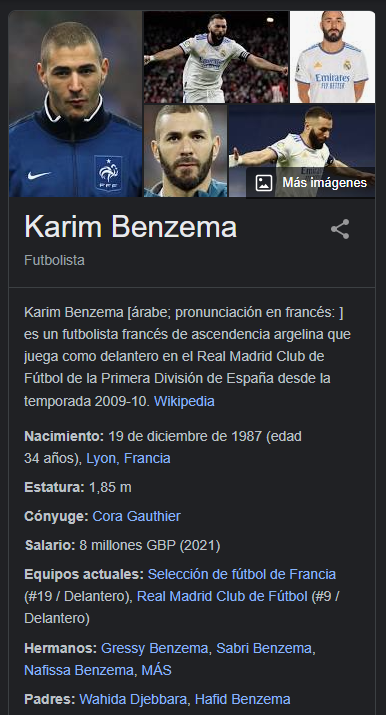 FFF
Emirates
FLY BETTER
Más imágenes
Karim Benzema
Futbolista
Karim Benzema [árabe; pronunciación en francés: ]
es un futbolista francés de ascendencia argelina que
juega como delantero en el Real Madrid Club de
Fútbol de la Primera División de España desde la
temporada 2009-10. Wikipedia
Nacimiento: 19 de diciembre de 1987 (edad
34 años), Lyon, Francia
Estatura: 1,85 m
Cónyuge: Cora Gauthier
Salario: 8 millones GBP (2021)
Equipos actuales: Selección de fútbol de Francia
(#19 / Delantero), Real Madrid Club de Fútbol (#9 /
Delantero)
Hermanos: Gressy Benzema, Sabri Benzema,
Nafissa Benzema, MÁS
Padres: Wahida Djebbara, Hafid Benzema